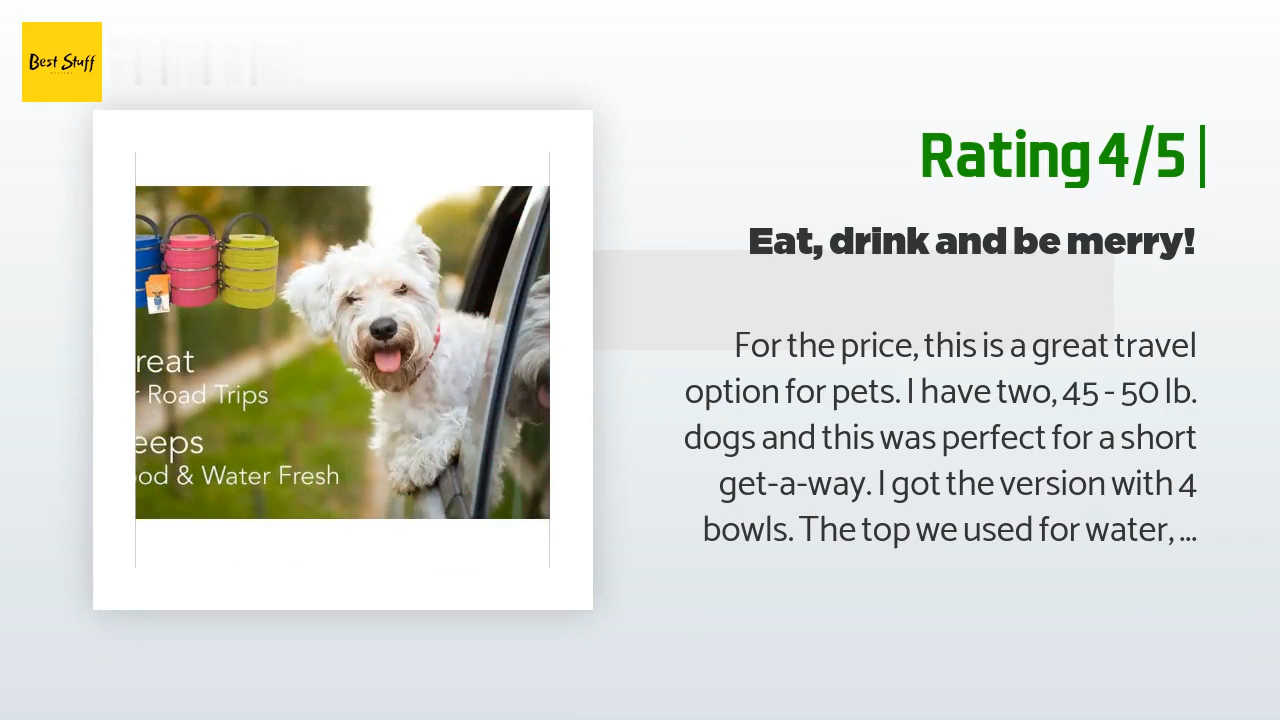 Best Stuff
Rating 4/5 |
Eat, drink and be merry!
For the price, this is a great travel
option for pets. I have two, 45 - 50 lb.
dogs and this was perfect for a short
get-a-way. I got the version with 4
bowls. The top we used for water, ...
reat
r Road Trips
eeps
od & Water Fresh